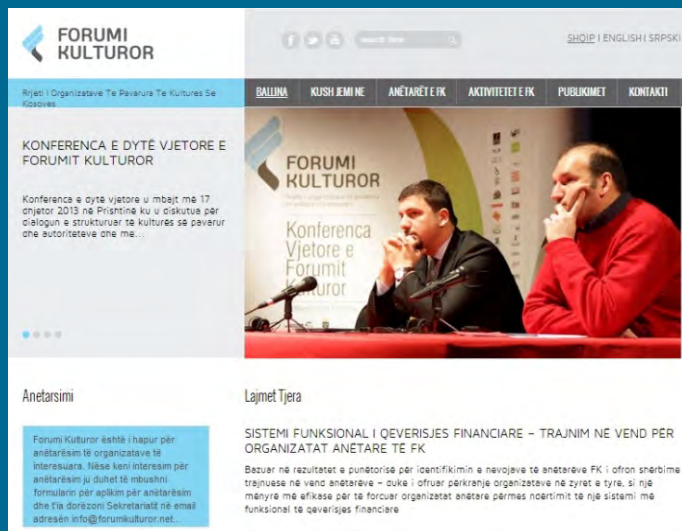 FORUMI
KULTUROR
SHQIP I ENGLISH I SRPSKI
Rrjeti I Organizatave Te Pavarura Te Kultures Se
Kosoves
BALLINA KUSH JEMI NE ANËTARËT E FK AKTIVITETET E FK PUBLIKIMET KONTAKTI
KONFERENCA E DYTË VJETORE E
FORUMIT KULTUROR
Konferenca e dytë vjetore u mbajt më 17
dhjetor 2013 në Prishtinë ku u diskutua për
dialogun e strukturuar të kulturës së pavarur
dhe autoriteteve dhe me...
FORUMI
KULTUROR
Konferenca
Vjetore e
Forumit
Kulturor
Anetarsimi
Forumi Kulturor është i hapur për
anëtarësim të organizatave të
interesuara. Nëse keni interesim për
anëtarësim ju duhet të mbushni
formularin për aplikim për anëtarësim
dhe t'ia dorëzoni Sekretariatit në email
adresën info@forumkulturor.net..
Lajmet Tjera
SISTEMI FUNKSIONAL I QEVERISJES FINANCIARE – TRAJNIM NË VEND PËR
ORGANIZATAT ANËTARE TË FK
Bazuar në rezultatet e punëtorisë për identifikimin e nevojave të anëtarëve FK i ofron shërbime
trajnuese në vend anëtarëve – duke i ofruar përkrahje organizatave në zyret e tyre, si një
mënyrë më efikase për të forcuar organizatat anëtare përmes ndërtimit të një sistemi më
funksional të qeverisjes financiare